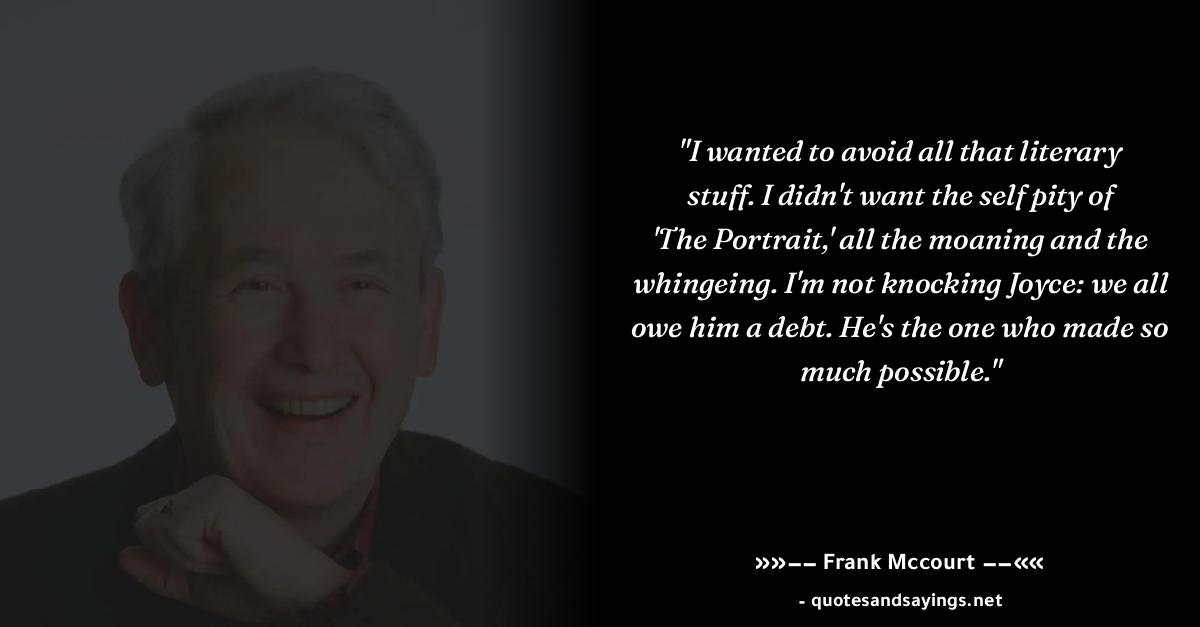 "I wanted to avoid all that literary
stuff. I didn't want the self pity of
'The Portrait,' all the moaning and the
whingeing. I'm not knocking Joyce: we all
owe him a debt. He's the one who made so
much possible."
»»−− Frank Mccourt −−««
- quotesandsayings.net